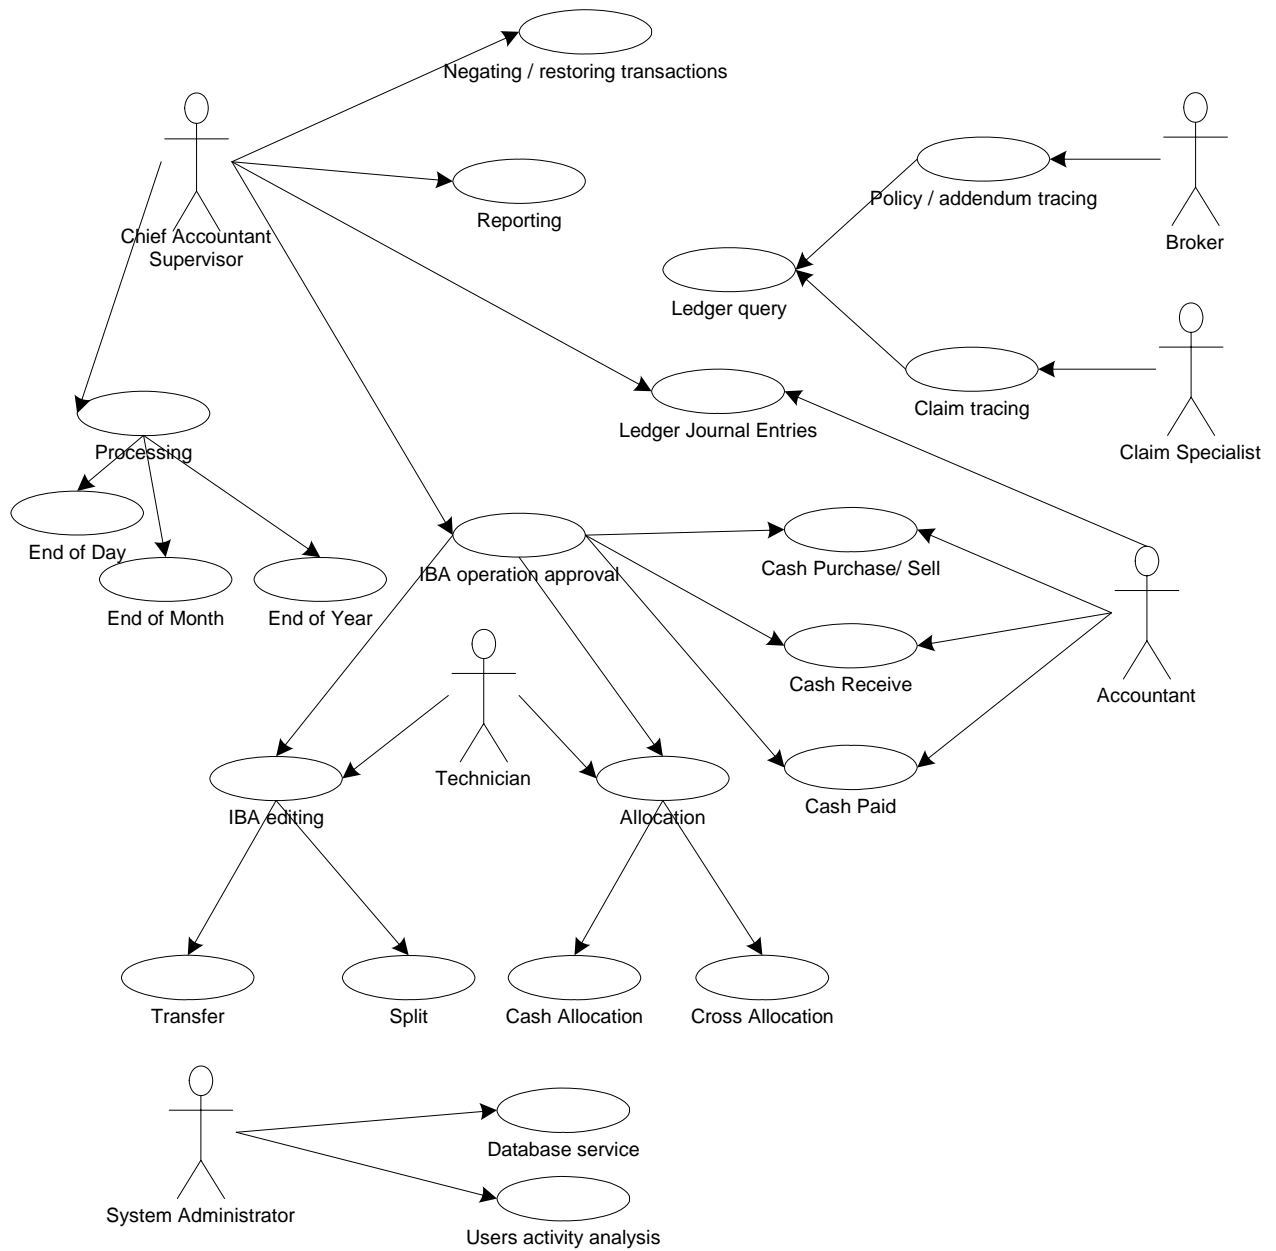 Negating / restoring transactions
Policy / addendum tracing
Reporting
Chief Accountant
Supervisor
Broker
Ledger query
Claim tracing
Ledger Journal Entries
Processing
Claim Specialist
End of Day
IBA operation approval
Cash Purchase/ Sell
End of Month
End of Year
Cash Receive
Accountant
Technician
Cash Paid
IBA editing
Allocation
Transfer
Split
Cash Allocation
Cross Allocation
Database service
System Administrator
Users activity analysis